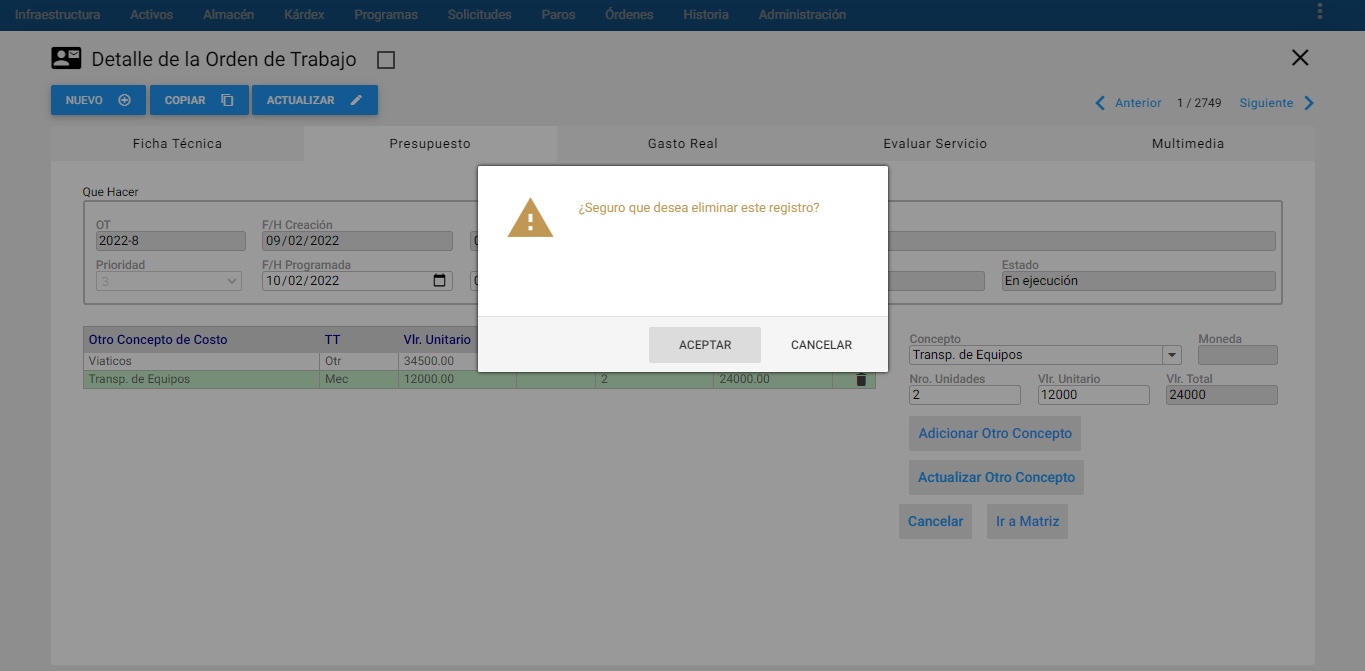 Infraestructura Activos Almacén Kárdex Programas Solicitudes Paros Órdenes Historia Administración
Detalle de la Orden de Trabajo
NUEVO COPIAR ACTUALIZAR
Anterior 1 / 2749 Siguiente
Ficha Técnica Presupuesto Gasto Real Evaluar Servicio Multimedia
Que Hacer
OT F/H Creación
2022-8 09/02/2022
Prioridad F/H Programada Estado
3 10/02/2022 En ejecución
¿Seguro que desea eliminar este registro?
ACEPTAR CANCELAR
Otro Concepto de Costo TT Vlr. Unitario
Viaticos Otr 34500.00
Transp. de Equipos Mec 12000.00 2 24000.00
Concepto Moneda
Transp. de Equipos
Nro. Unidades Vlr. Unitario Vlr. Total
2 12000 24000
Adicionar Otro Concepto
Actualizar Otro Concepto
Cancelar Ir a Matriz